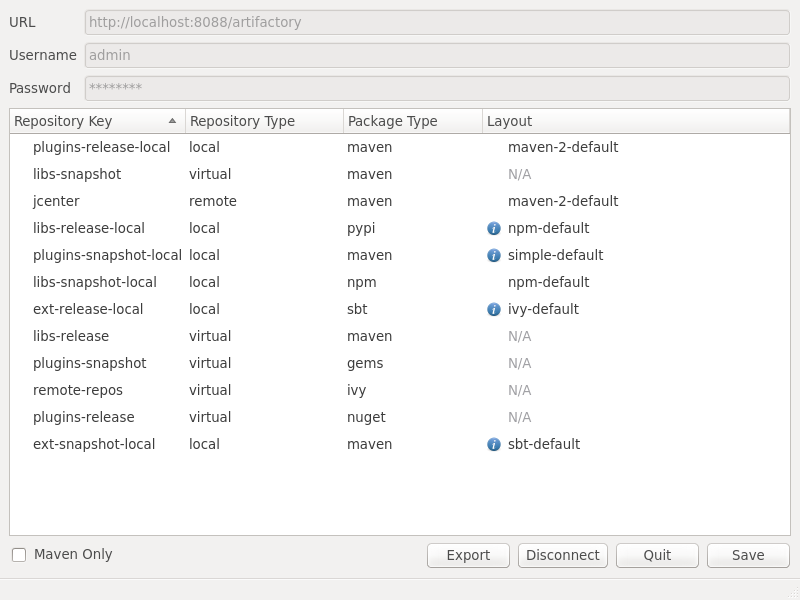 URL http://localhost:8088/artifactory
Username admin
Password ********
Repository Key Repository Type Package Type Layout
plugins-release-local local maven maven-2-default
libs-snapshot virtual maven N/A
jcenter remote maven maven-2-default
libs-release-local local pypi npm-default
plugins-snapshot-local local maven simple-default
libs-snapshot-local local npm npm-default
ext-release-local local sbt ivy-default
libs-release virtual maven N/A
plugins-snapshot virtual gems N/A
remote-repos virtual ivy N/A
plugins-release virtual nuget N/A
ext-snapshot-local local maven sbt-default
Maven Only Export Disconnect Quit Save